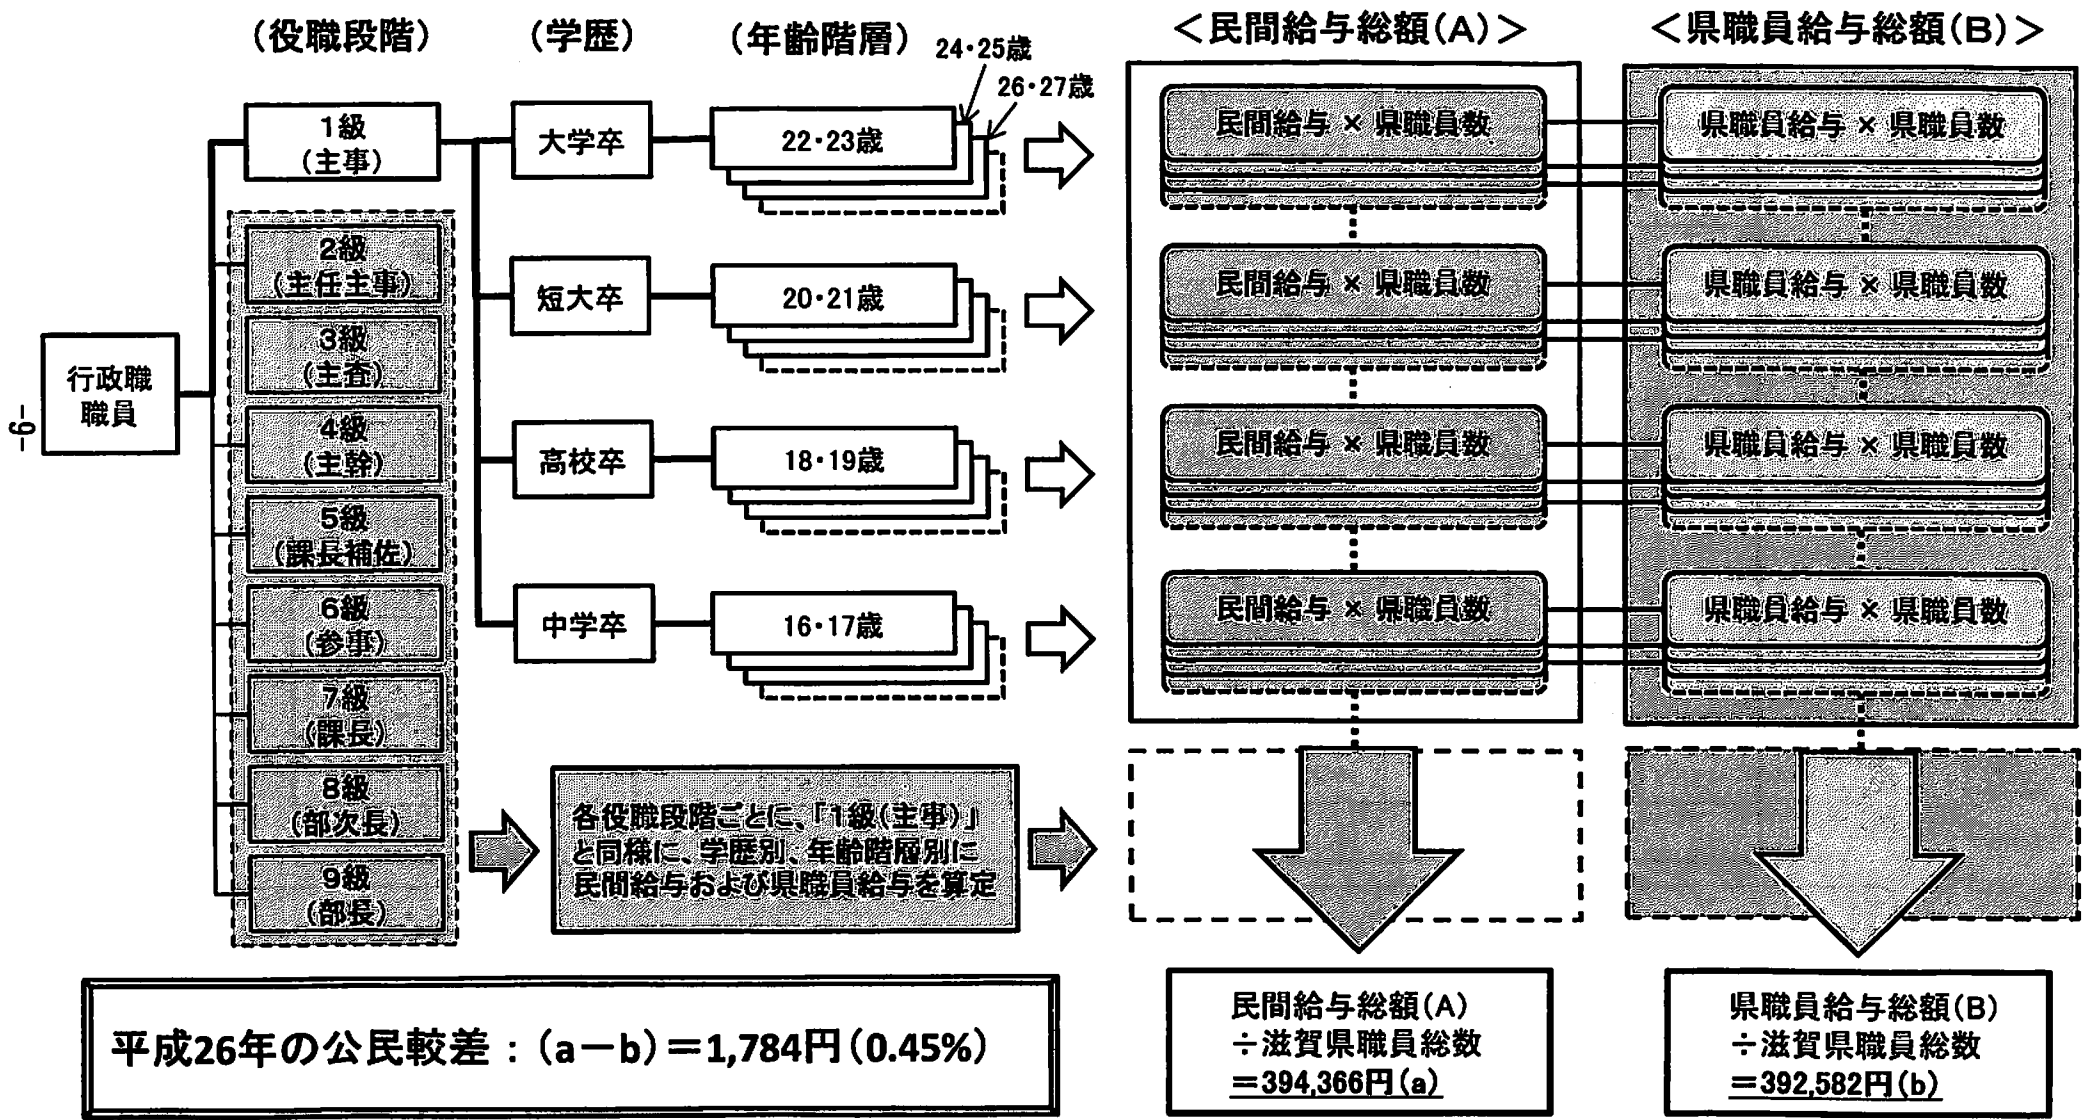 (役職段階)
(学歴)
(年齢階層)
24・25歳
26・27歳
<民間給与総額(A)>
<県職員給与総額(B)>
行政職
職員
1級
(主事)
2級
(主任主事)
3級
(主査)
4級
(主幹)
5級
(課長補佐)
6級
(参事)
7級
(課長)
8級
(部次長)
9級
(部長)
大学卒
22・23歳
民間給与 × 県職員数
県職員給与 × 県職員数
短大卒
20・21歳
民間給与 × 県職員数
県職員給与 × 県職員数
高校卒
18・19歳
民間給与 × 県職員数
県職員給与 × 県職員数
中学卒
16・17歳
民間給与 × 県職員数
県職員給与 × 県職員数
各役職段階ごとに、「1級(主事)」
と同様に、学歴別、年齢階層別に
民間給与および県職員給与を算定
平成26年の公民較差:(a-b)=1,784円(0.45%)
民間給与総額(A)
÷滋賀県職員総数
=394,366円(a)
県職員給与総額(B)
÷滋賀県職員総数
=392,582円(b)
-6-